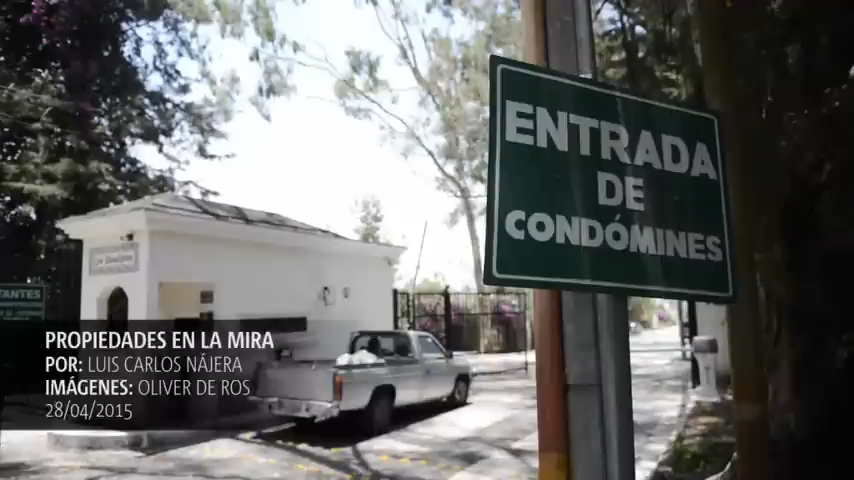 ENTRADA
DE
CONDÓMINES
PROPIEDADES EN LA MIRA
POR: LUIS CARLOS NÁJERA
IMÁGENES: OLIVER DE ROS
28/04/2015